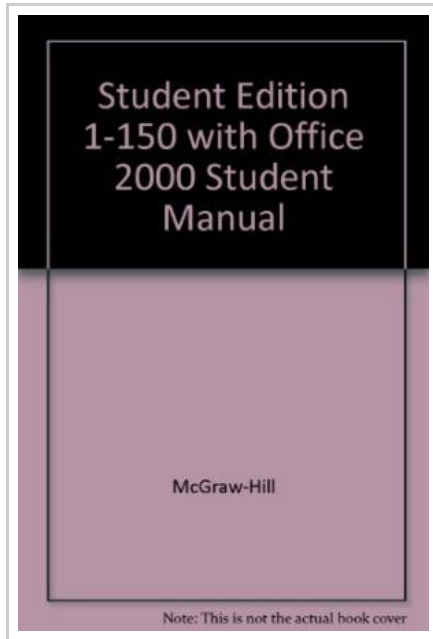 Student Edition
1-150 with Office
2000 Student
Manual
McGraw-Hill
Note: This is not the actual book cover